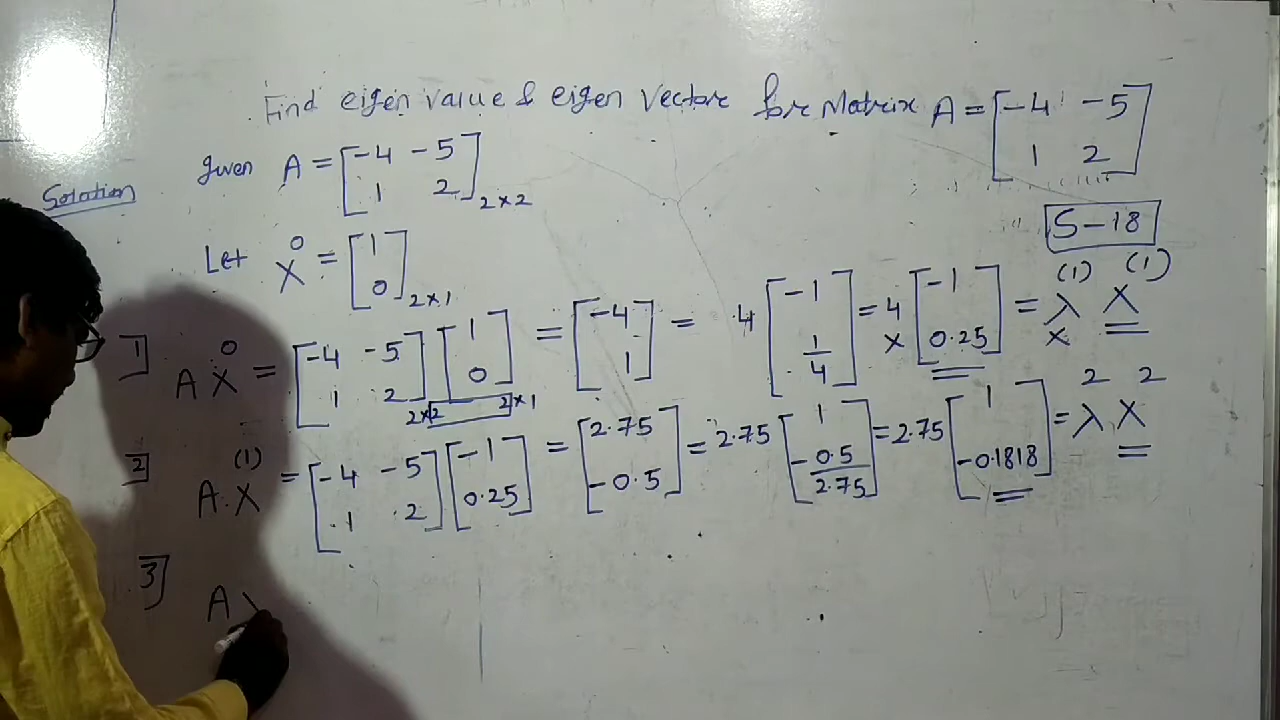 Find eigen value & eigen vector for Matrix A = [-4 -5
1 2]
Solution
Given A = [-4 -5
1 2] 2×2
S-18
Let X⁰ = [1
0] 2×1
1] A X⁰ = [-4 -5
1 2] 2×2 [1
0] 2×1 = [-4
1] = 4 [-1
1/4] = 4 × [-1
0.25] = λ⁽¹⁾ × X⁽¹⁾
2] A. X⁽¹⁾ = [-4 -5
1 2] [-1
0.25] = [2.75
-0.5] = 2.75 [1
-0.5/2.75] = 2.75 [1
-0.1818] = λ² X²
3] A